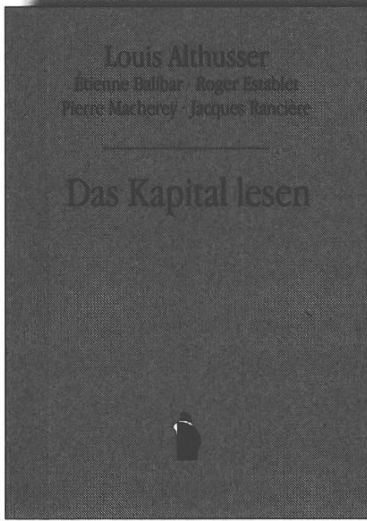 Louis Althusser
Étienne Balibar · Roger Establet
Pierre Macherey · Jacques Rancière
Das Kapital lesen